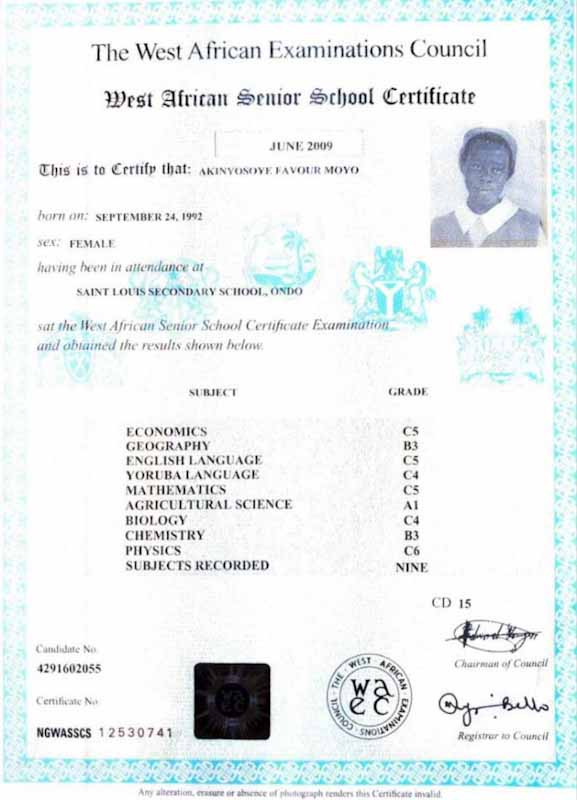 The West African Examinations Council
West African Senior School Certificate
JUNE 2009
This is to Certify that: AKINYOSOYE FAVOUR MOYO
born on: SEPTEMBER 24, 1992
sex: FEMALE
having been in attendance at
SAINT LOUIS SECONDARY SCHOOL, ONDO
sat the West African Senior School Certificate Examination
and obtained the results shown below.
SUBJECT GRADE
ECONOMICS C5
GEOGRAPHY B3
ENGLISH LANGUAGE C5
YORUBA LANGUAGE C4
MATHEMATICS C5
AGRICULTURAL SCIENCE A1
BIOLOGY C4
CHEMISTRY B3
PHYSICS C6
SUBJECTS RECORDED NINE
CD 15
Candidate No.
4291602055
Chairman of Council
THE WEST AFRICAN EXAMINATIONS COUNCIL
waec
Certificate No
Bello
NGWASSCS 12530741
Registrar to Council
Any alteration, erasure or absence of photograph renders this Certificate invalid.